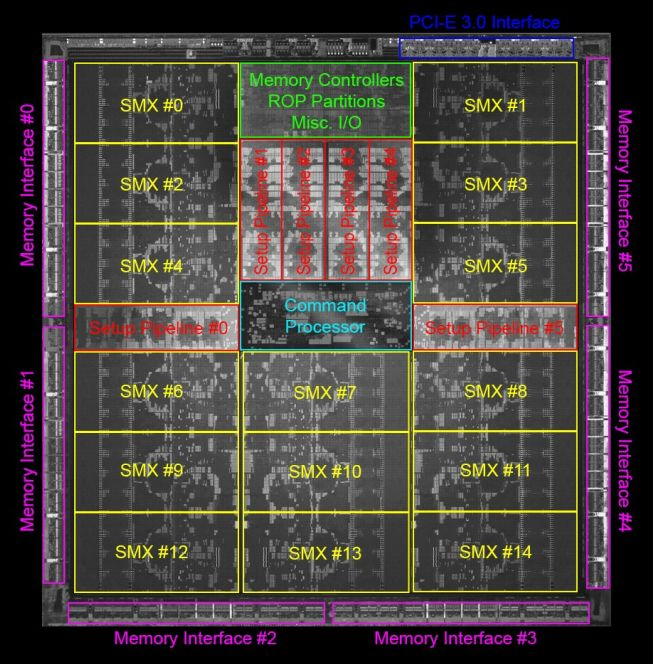 PCI-E 3.0 Interface
Memory Interface #0
SMX #0
Memory Controllers
ROP Partitions
Misc. I/O
SMX #1
Memory Interface #5
SMX #2
Setup Pipeline #1
Setup Pipeline #2
Setup Pipeline #3
Setup Pipeline #4
SMX #3
SMX #4
SMX #5
Setup Pipeline #0
Command
Processor
Setup Pipeline #5
Memory Interface #1
SMX #6
SMX #7
SMX #8
Memory Interface #4
SMX #9
SMX #10
SMX #11
SMX #12
SMX #13
SMX #14
Memory Interface #2
Memory Interface #3